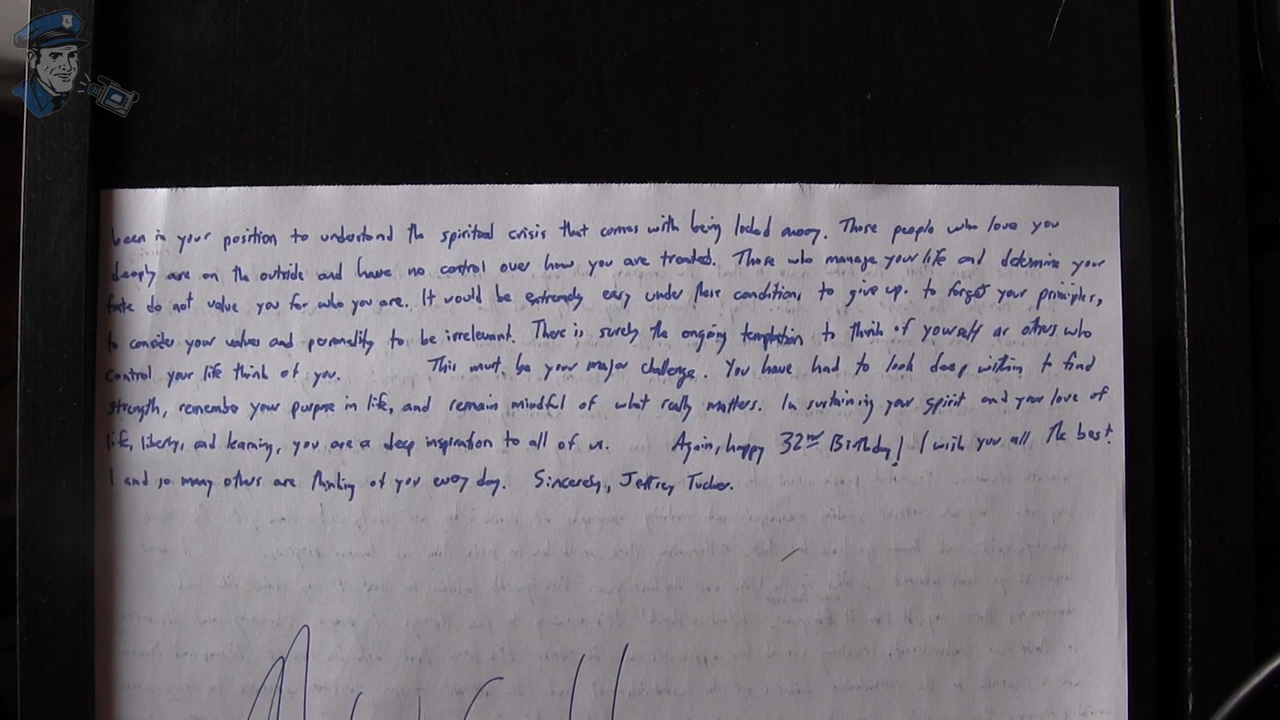 been in your position to understand the spiritual crisis that comes with being locked away. Those people who love you
deeply are on the outside and have no control over how you are treated. Those who manage your life and determine your
fate do not value you for who you are. It would be extremely easy under these conditions to give up. to forget your principles,
to consider your values and personality to be irrelevant. There is surely the ongoing temptation to think of yourself as others who
control your life think of you. This must be your major challenge. You have had to look deep within to find
strength, remember your purpose in life, and remain mindful of what really matters. In sustaining your spirit and your love of
life, liberty, and learning, you are a deep inspiration to all of us. Again, happy 32nd Birthday! I wish you all the best.
I and so many others are thinking of you every day. Sincerely, Jeffrey Tucker.